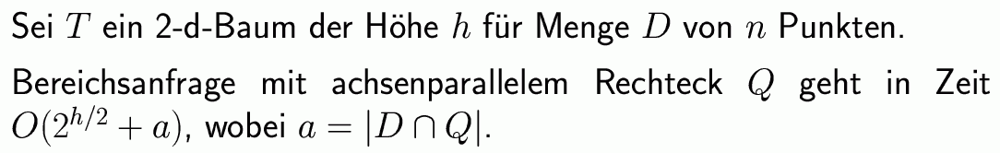 Sei T ein 2-d-Baum der Höhe h für Menge D von n Punkten.
Bereichsanfrage mit achsenparallelem Rechteck Q geht in Zeit
O(2^{h/2} + a), wobei a = |D ∩ Q|.